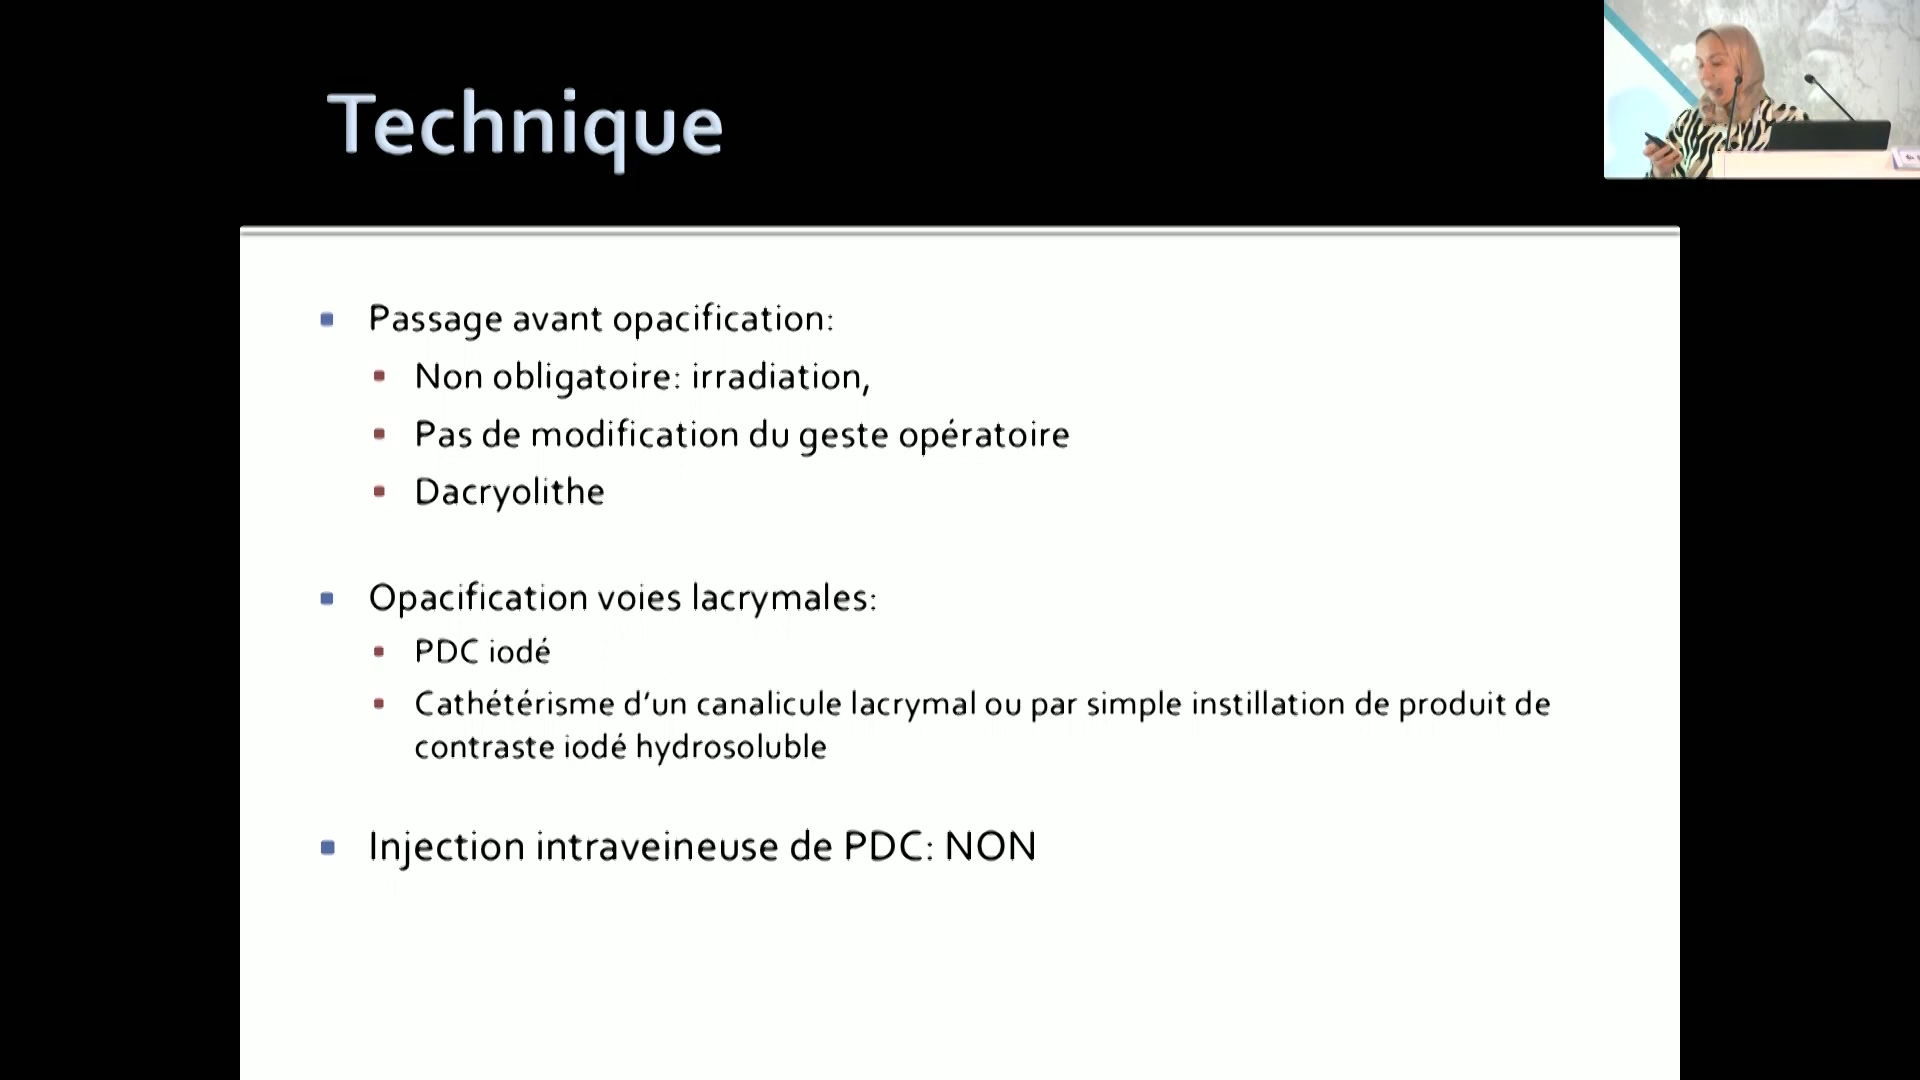 Technique
Passage avant opacification:
Non obligatoire: irradiation,
Pas de modification du geste opératoire
Dacryolithe
Opacification voies lacrymales:
PDC iodé
Cathétérisme d’un canalicule lacrymal ou par simple instillation de produit de
contraste iodé hydrosoluble
Injection intraveineuse de PDC: NON